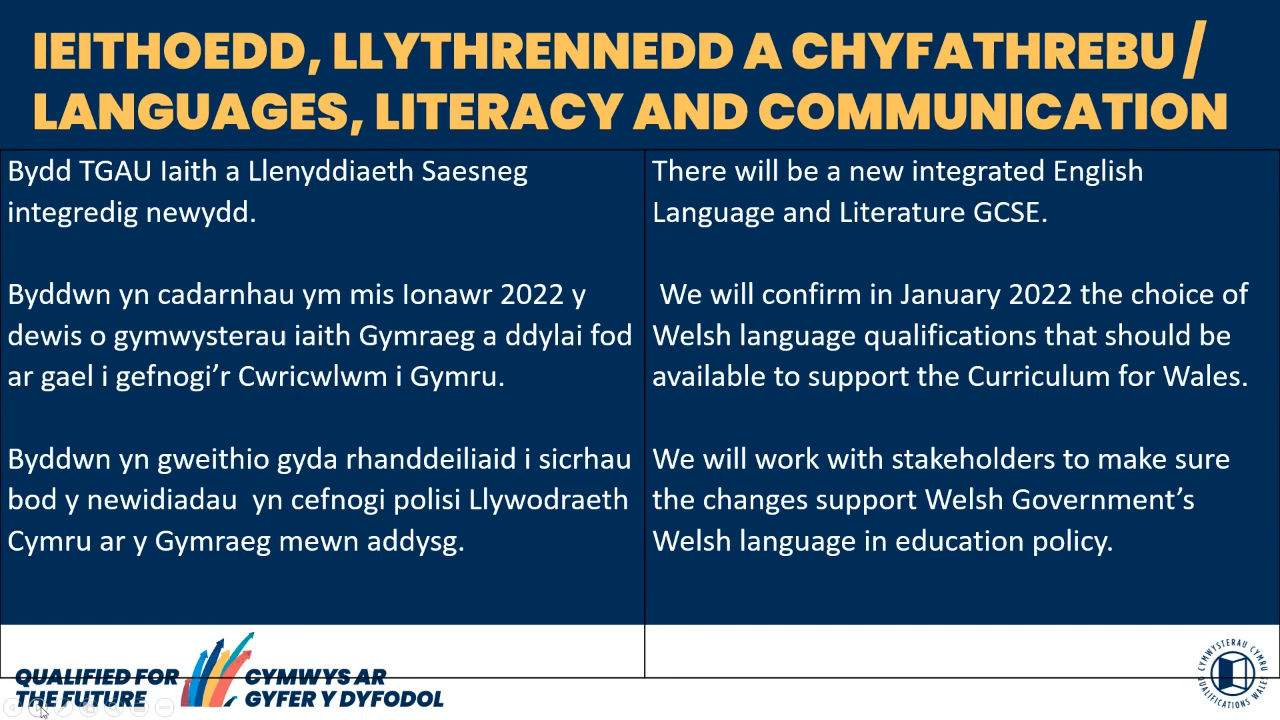 IEITHOEDD, LLYTHRENNEDD A CHYFATHREBU /
LANGUAGES, LITERACY AND COMMUNICATION
Bydd TGAU Iaith a Llenyddiaeth Saesneg
integredig newydd.
Byddwn yn cadarnhau ym mis Ionawr 2022 y
dewis o gymwysterau iaith Gymraeg a ddylai fod
ar gael i gefnogi’r Cwricwlwm i Gymru.
Byddwn yn gweithio gyda rhanddeiliaid i sicrhau
bod y newidiadau  yn cefnogi polisi Llywodraeth
Cymru ar y Gymraeg mewn addysg.
There will be a new integrated English
Language and Literature GCSE.
We will confirm in January 2022 the choice of
Welsh language qualifications that should be
available to support the Curriculum for Wales.
We will work with stakeholders to make sure
the changes support Welsh Government’s
Welsh language in education policy.
QUALIFIED FOR
THE FUTURE
CYMWYS AR
GYFER Y DYFODOL
CYMWYSTERAU CYMRU
QUALIFICATIONS WALES